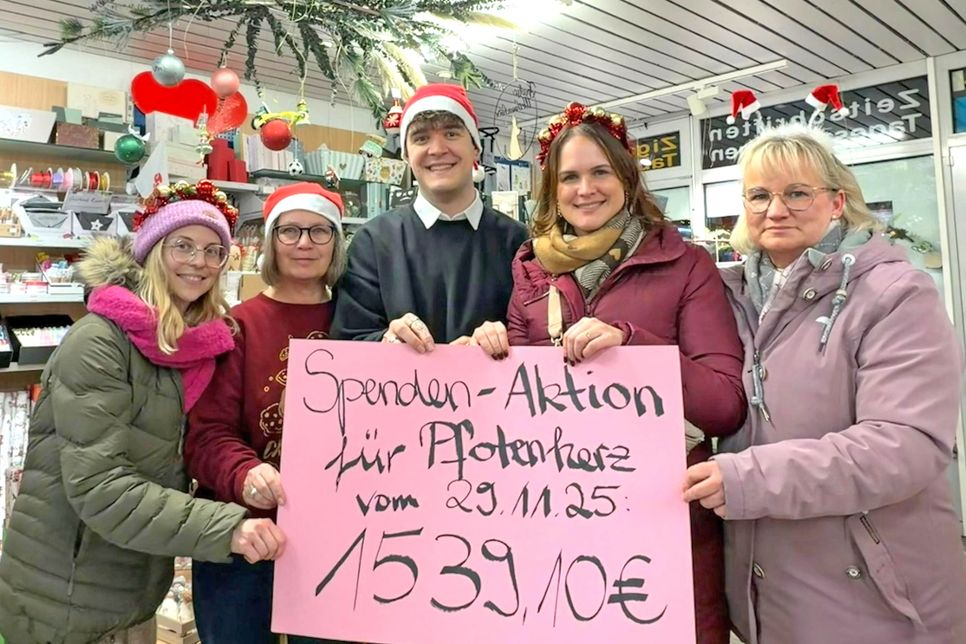 Spenden-Aktion
für Pfotenherz
vom 29.11.25:
1539,10€